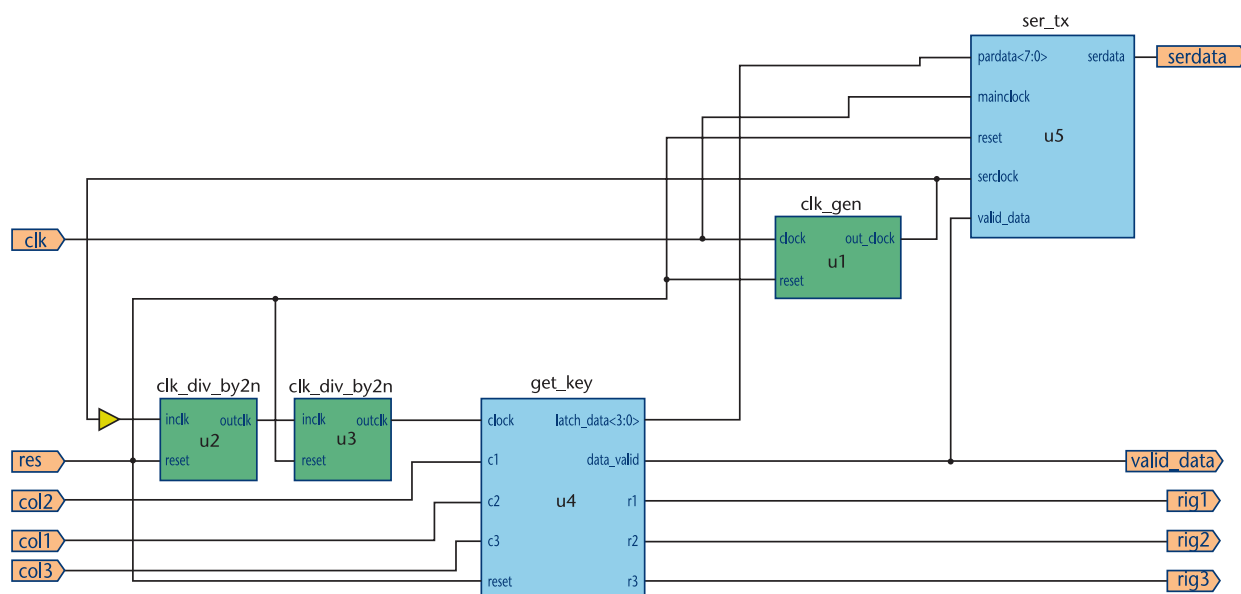 ser_tx
pardata<7:0> serdata
serdata
mainclock
reset
u5
serclock
valid_data
clk_gen
clk
clock out_clock
u1
reset
clk_div_by2n
clk_div_by2n
get_key
inclk outclk
u2
reset
inclk outclk
u3
reset
clock latch_data<3:0>
c1 data_valid
c2 u4 r1
c3 r2
reset r3
res
col2
col1
col3
valid_data
rig1
rig2
rig3